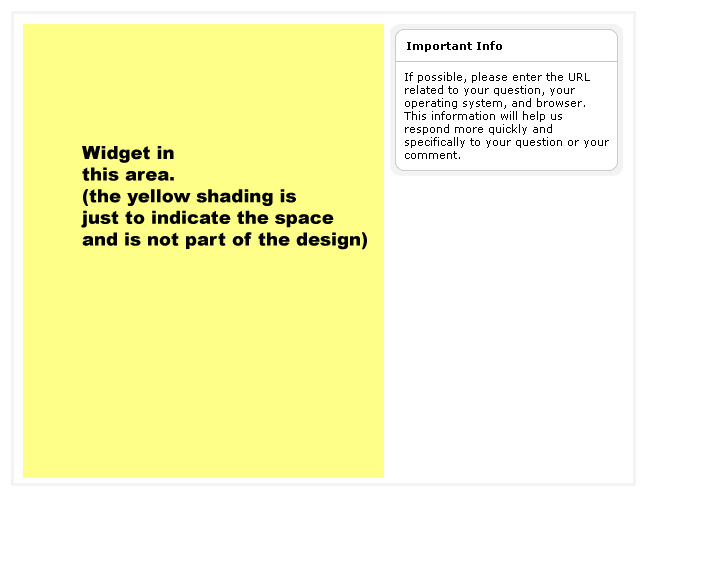 Widget in
this area.
(the yellow shading is
just to indicate the space
and is not part of the design)
Important Info
If possible, please enter the URL
related to your question, your
operating system, and browser.
This information will help us
respond more quickly and
specifically to your question or your
comment.